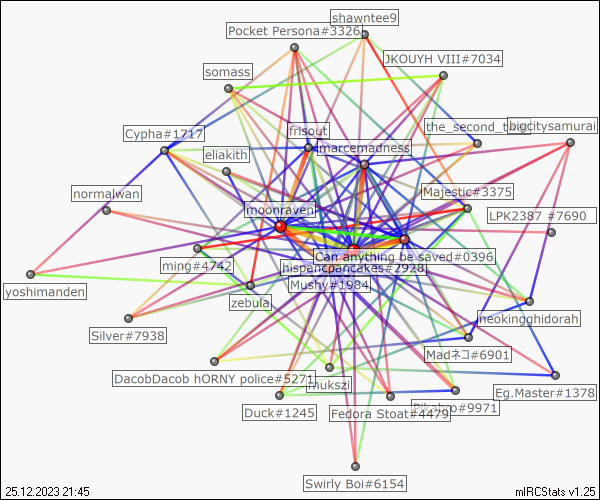 shawntee9
Pocket Persona#3326
JKOUYH VIII#7034
somass
Cypha#1717
frisout
the_second_
bigcitysamurai
marcemadness
eliakith
normalwan
Majestic#3375
moonraven
LPK2387 #7690
Can anything be saved#0396
ming#4742
hispancpancakes#2928
Mushy#1984
yoshimanden
zebula
neokingghidorah
Silver#7938
Madネコ#6901
DacobDacob hORNY police#5271
mukszi
Eg.Master#1378
Duck#1245
Fedora Stoat#4479
Swirly Boi#6154
25.12.2023 21:45
mIRCStats v1.25